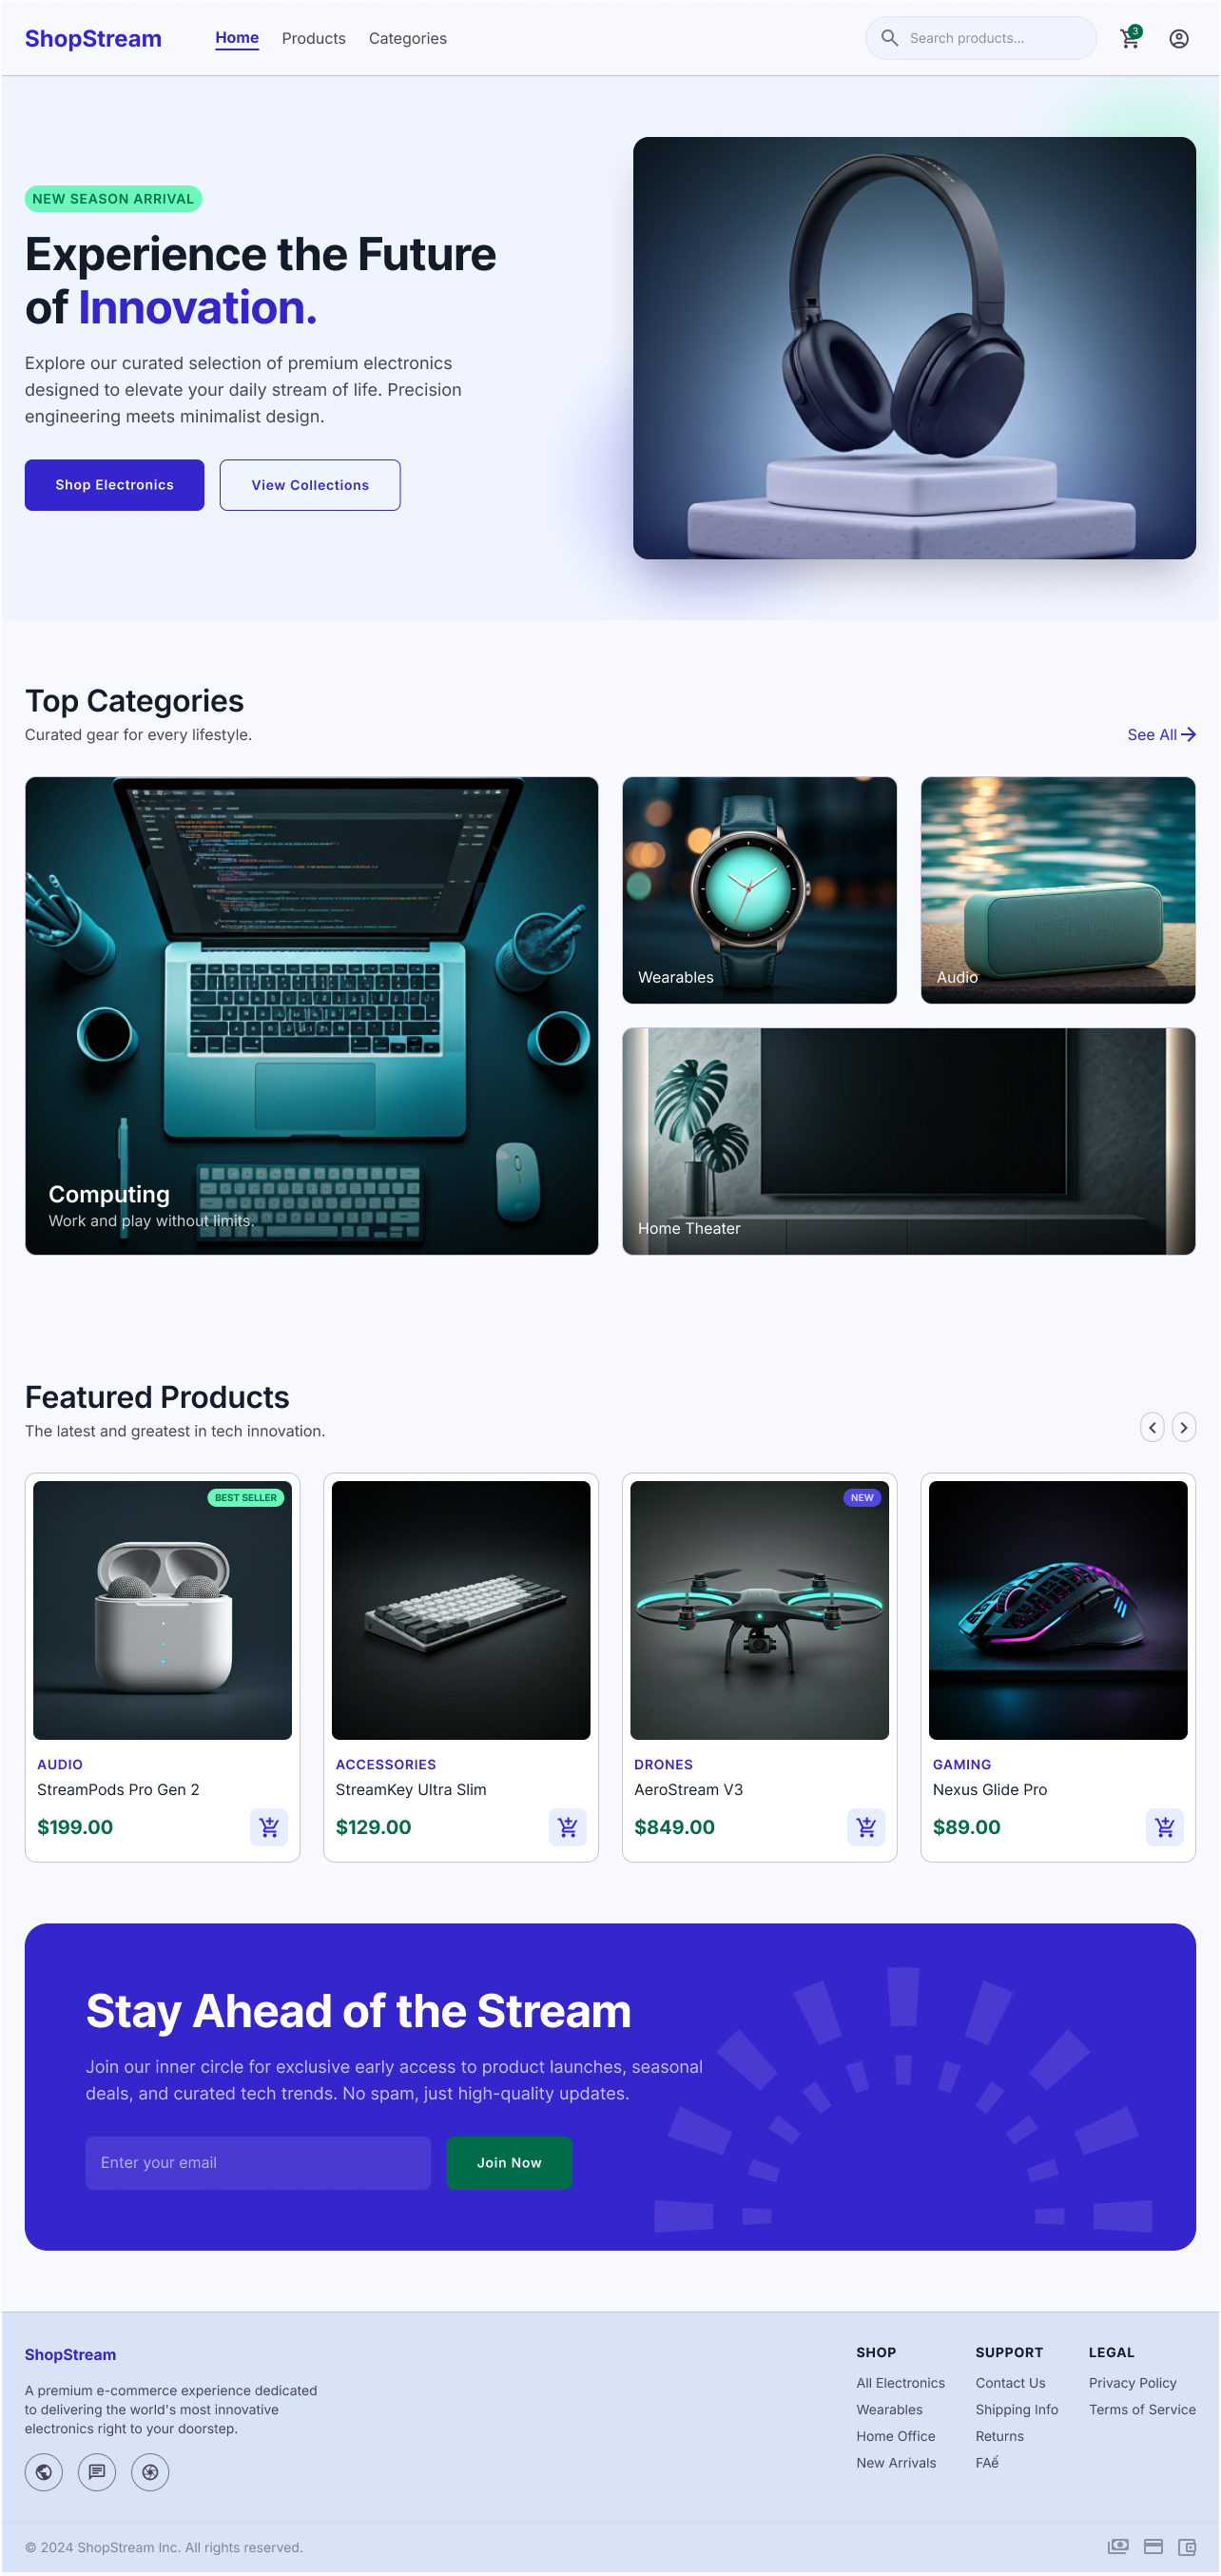 ShopStream
Home
Products
Categories
Search products...
3
NEW SEASON ARRIVAL
Experience the Future
of Innovation.
Explore our curated selection of premium electronics
designed to elevate your daily stream of life. Precision
engineering meets minimalist design.
Shop Electronics
View Collections
Top Categories
Curated gear for every lifestyle.
See All
Computing
Work and play without limits.
Wearables
Audio
Home Theater
Featured Products
The latest and greatest in tech innovation.
BEST SELLER
AUDIO
StreamPods Pro Gen 2
$199.00
ACCESSORIES
StreamKey Ultra Slim
$129.00
NEW
DRONES
AeroStream V3
$849.00
GAMING
Nexus Glide Pro
$89.00
Stay Ahead of the Stream
Join our inner circle for exclusive early access to product launches, seasonal
deals, and curated tech trends. No spam, just high-quality updates.
Enter your email
Join Now
ShopStream
A premium e-commerce experience dedicated
to delivering the world's most innovative
electronics right to your doorstep.
SHOP
All Electronics
Wearables
Home Office
New Arrivals
SUPPORT
Contact Us
Shipping Info
Returns
FAế
LEGAL
Privacy Policy
Terms of Service
© 2024 ShopStream Inc. All rights reserved.